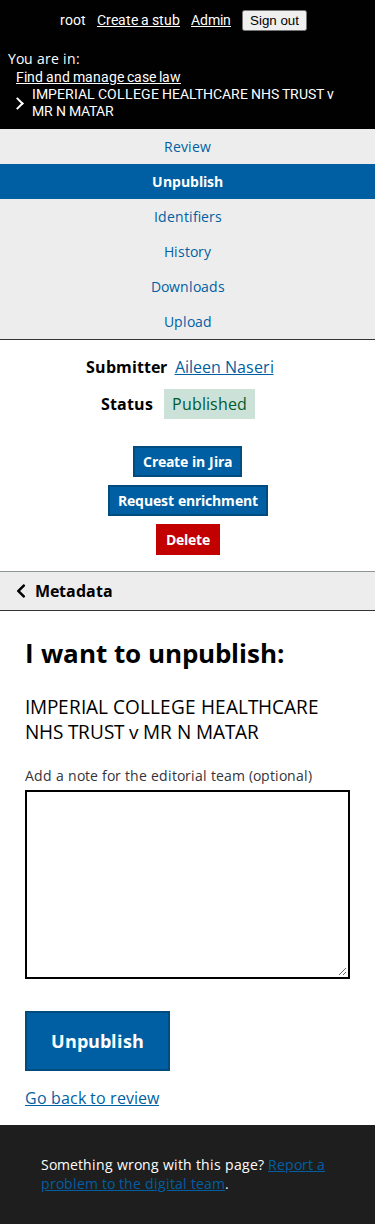 root Create a stub Admin Sign out
You are in:
Find and manage case law
IMPERIAL COLLEGE HEALTHCARE NHS TRUST v
MR N MATAR
Review
Unpublish
Identifiers
History
Downloads
Upload
Submitter Aileen Naseri
Status Published
Create in Jira
Request enrichment
Delete
Metadata
I want to unpublish:
IMPERIAL COLLEGE HEALTHCARE
NHS TRUST v MR N MATAR
Add a note for the editorial team (optional)
Unpublish
Go back to review
Something wrong with this page? Report a
problem to the digital team.